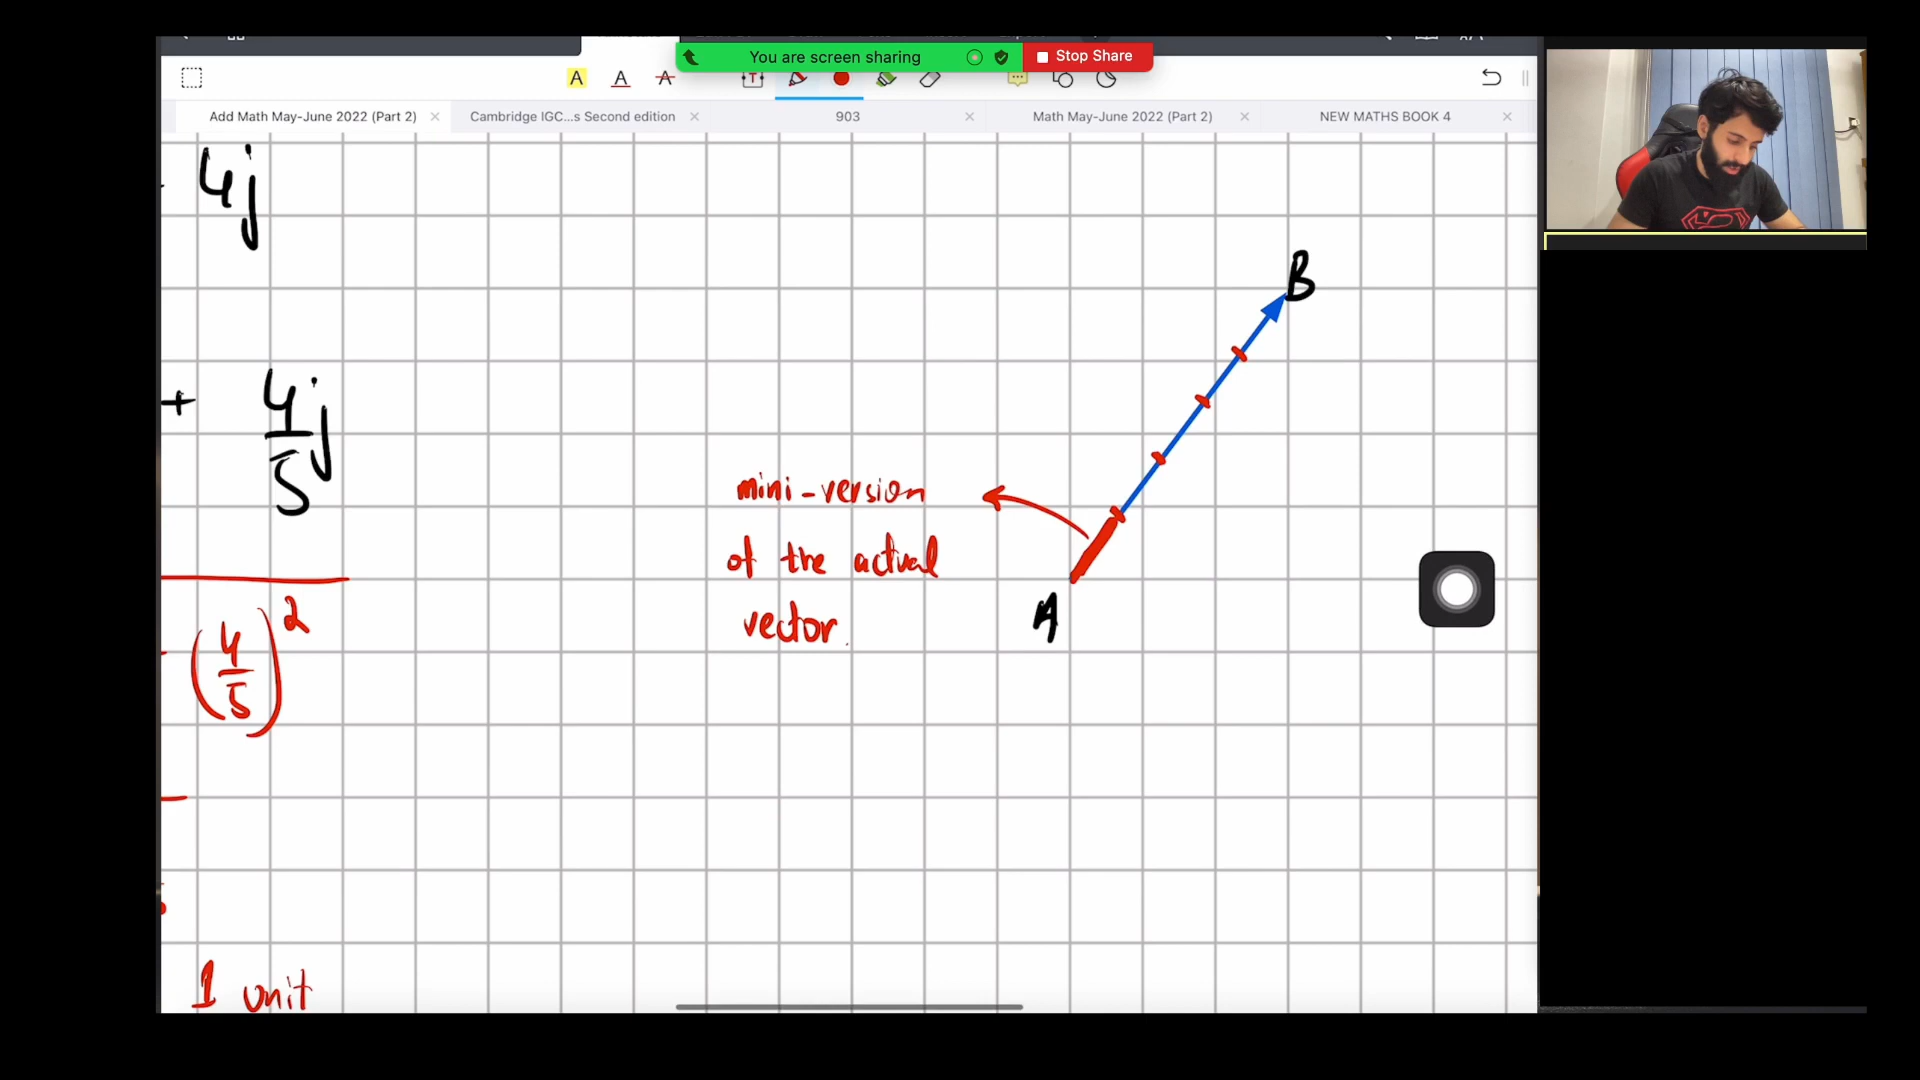 You are screen sharing
Stop Share
A A A T
Add Math May-June 2022 (Part 2) × Cambridge IGC...s Second edition × 903 × Math May-June 2022 (Part 2) × NEW MATHS BOOK 4 ×
4j
B
+ 4/5 j
mini-version
of the actual
vector.
A
(4/5)²
1 unit